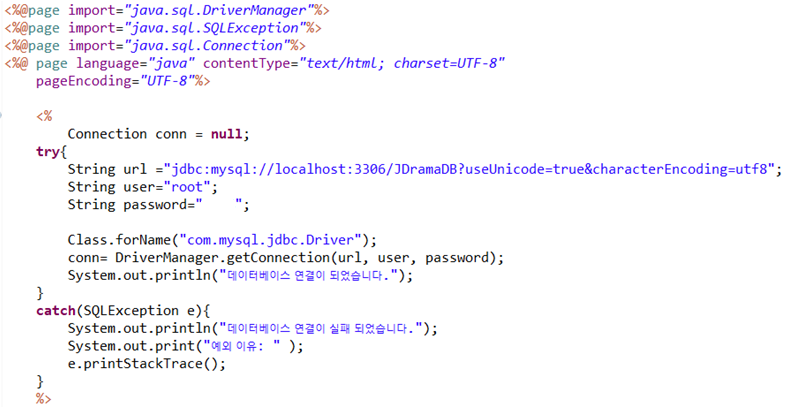 <%@page import="java.sql.DriverManager"%>
<%@page import="java.sql.SQLException"%>
<%@page import="java.sql.Connection"%>
<%@ page language="java" contentType="text/html; charset=UTF-8"
pageEncoding="UTF-8"%>
<%
Connection conn = null;
try{
String url ="jdbc:mysql://localhost:3306/JDramaDB?useUnicode=true&characterEncoding=utf8";
String user="root";
String password="    ";
Class.forName("com.mysql.jdbc.Driver");
conn= DriverManager.getConnection(url, user, password);
System.out.println("데이터베이스 연결이 되었습니다.");
}
catch(SQLException e){
System.out.println("데이터베이스 연결이 실패 되었습니다.");
System.out.print("예외 이유: " );
e.printStackTrace();
}
%>